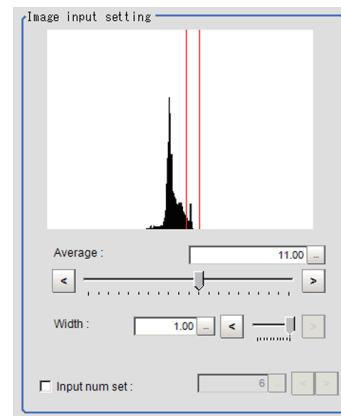 Image input setting
Average : 11.00 ...
< >
Width : 1.00 ... < >
Input num set : 6 ... < >